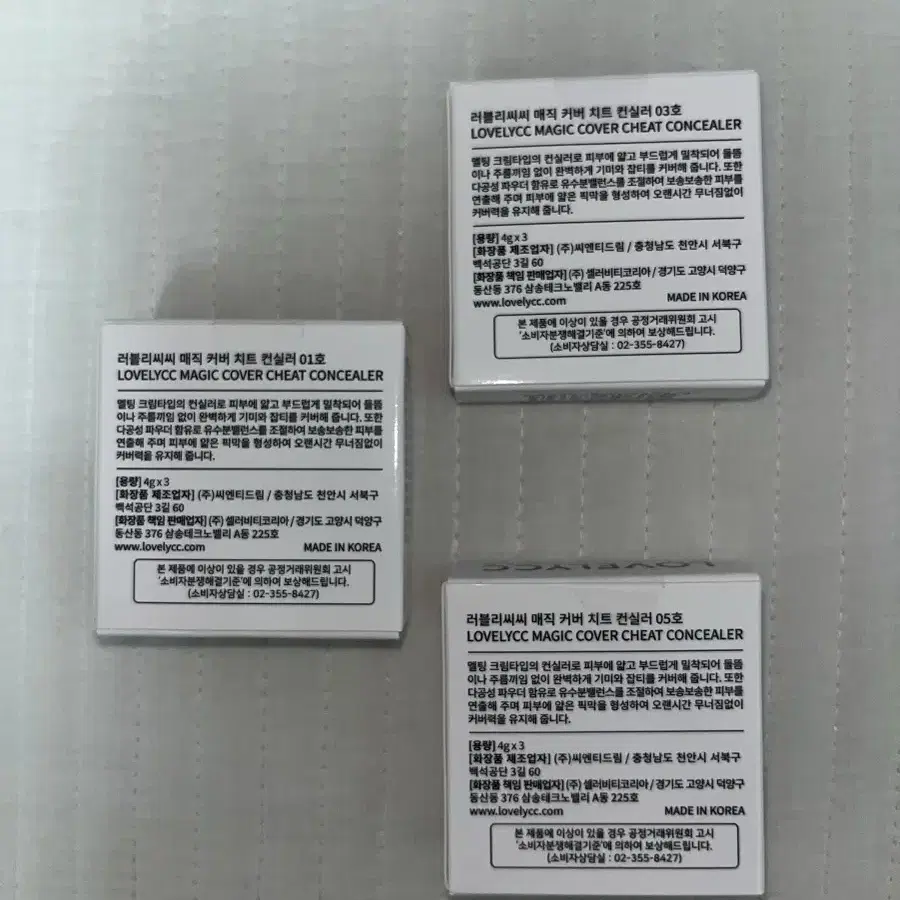 러블리씨씨 매직 커버 치트 컨실러 03호
LOVELYCC MAGIC COVER CHEAT CONCEALER
멜팅 크림타입의 컨실러로 피부에 얇고 부드럽게 밀착되어 들뜸
이나 주름끼임 없이 완벽하게 기미와 잡티를 커버해 줍니다. 또한
다공성 파우더 함유로 유수분밸런스를 조절하여 보송보송한 피부를
연출해 주며 피부에 얇은 픽막을 형성하여 오랜시간 무너짐없이
커버력을 유지해 줍니다.
[용량] 4g x 3
[화장품 제조업자] (주)씨엔티드림 / 충청남도 천안시 서북구
백석공단 3길 60
[화장품 책임 판매업자] (주) 셀러비티코리아 / 경기도 고양시 덕양구
동산동 376 삼송테크노밸리 A동 225호
www.lovelycc.com MADE IN KOREA
본 제품에 이상이 있을 경우 공정거래위원회 고시
'소비자분쟁해결기준'에 의하여 보상해드립니다.
(소비자상담실 : 02-355-8427)
러블리씨씨 매직 커버 치트 컨실러 01호
LOVELYCC MAGIC COVER CHEAT CONCEALER
멜팅 크림타입의 컨실러로 피부에 얇고 부드럽게 밀착되어 들뜸
이나 주름끼임 없이 완벽하게 기미와 잡티를 커버해 줍니다. 또한
다공성 파우더 함유로 유수분밸런스를 조절하여 보송보송한 피부를
연출해 주며 피부에 얇은 픽막을 형성하여 오랜시간 무너짐없이
커버력을 유지해 줍니다.
[용량] 4g x 3
[화장품 제조업자] (주)씨엔티드림 / 충청남도 천안시 서북구
백석공단 3길 60
[화장품 책임 판매업자] (주) 셀러비티코리아 / 경기도 고양시 덕양구
동산동 376 삼송테크노밸리 A동 225호
www.lovelycc.com MADE IN KOREA
본 제품에 이상이 있을 경우 공정거래위원회 고시
'소비자분쟁해결기준'에 의하여 보상해드립니다.
(소비자상담실 : 02-355-8427)
LOVELYCC
러블리씨씨 매직 커버 치트 컨실러 05호
LOVELYCC MAGIC COVER CHEAT CONCEALER
멜팅 크림타입의 컨실러로 피부에 얇고 부드럽게 밀착되어 들뜸
이나 주름끼임 없이 완벽하게 기미와 잡티를 커버해 줍니다. 또한
다공성 파우더 함유로 유수분밸런스를 조절하여 보송보송한 피부를
연출해 주며 피부에 얇은 픽막을 형성하여 오랜시간 무너짐없이
커버력을 유지해 줍니다.
[용량] 4g x 3
[화장품 제조업자] (주)씨엔티드림 / 충청남도 천안시 서북구
백석공단 3길 60
[화장품 책임 판매업자] (주) 셀러비티코리아 / 경기도 고양시 덕양구
동산동 376 삼송테크노밸리 A동 225호
www.lovelycc.com MADE IN KOREA
본 제품에 이상이 있을 경우 공정거래위원회 고시
'소비자분쟁해결기준'에 의하여 보상해드립니다.
(소비자상담실 : 02-355-8427)